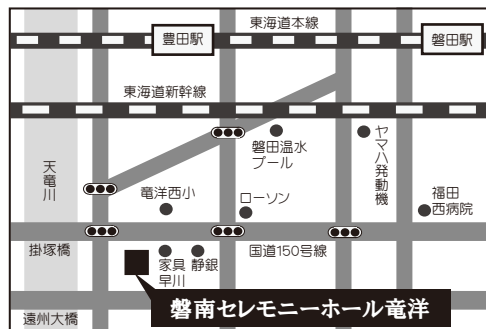 東海道本線
豊田駅
磐田駅
東海道新幹線
天竜川
磐田温水
プール
ヤマハ発動機
竜洋西小
ローソン
福田
西病院
掛塚橋
国道150号線
家具
早川
静銀
遠州大橋
磐南セレモニーホール竜洋